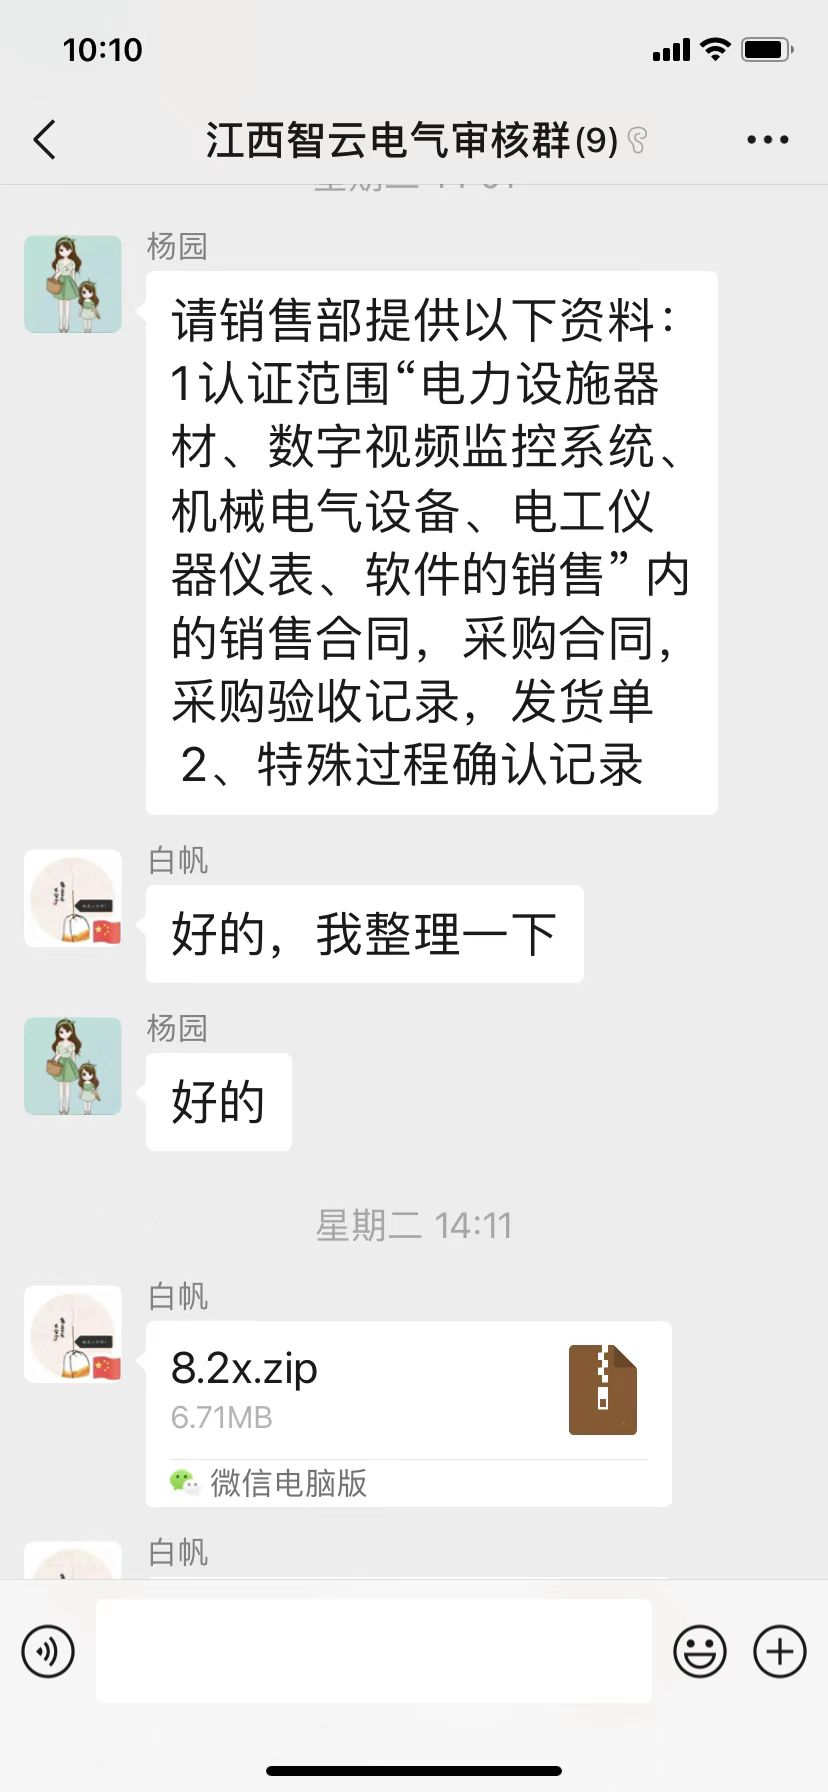 10:10
江西智云电气审核群(9)
杨园
请销售部提供以下资料：
1认证范围“电力设施器
材、数字视频监控系统、
机械电气设备、电工仪
器仪表、软件的销售” 内
的销售合同，采购合同，
采购验收记录，发货单
2、特殊过程确认记录
白帆
好的，我整理一下
杨园
好的
星期二 14:11
白帆
8.2x.zip
6.71MB
微信电脑版
白帆